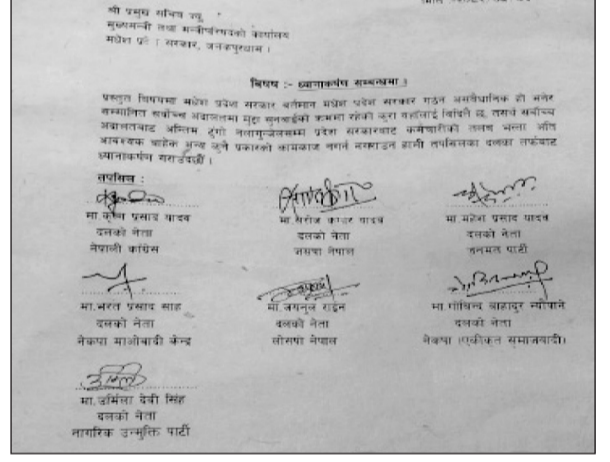 श्री प्रमुख सचिव ज्यू
मुख्यमन्त्री तथा मन्त्रीपरिषदको कार्यालय
मधेश प्रदेश सरकार, जनकपुरधाम ।
बिषय :- ध्यानाकर्षण सम्बन्धमा ।
प्रस्तुत बिषयमा मधेश प्रदेश सरकार बर्तमान मधेश प्रदेश सरकार गठन असंवैधानिक हो भनेर
सम्मानित सर्वोच्च अदालतमा मुद्दा सुनवाईको क्रममा रहेको कुरा यहाँलाई बिदितै छ, तसर्थ सर्वोच्च
अदालतबाट अन्तिम टुंगो नलागुन्जेलसम्म प्रदेश सरकारबाट कर्मचारीको तलब भत्ता अति
आवश्यक बाहेक अन्य कुनै प्रकारको कामकाज नगर्न नगराउन हामी तपसिलका दलका तर्फबाट
ध्यानाकर्षण गराउँदछौं ।
तपसिल :
मा.कृष्ण प्रसाद यादव
दलको नेता
नेपाली कांग्रेस
मा.सरोज कुमार यादव
दलको नेता
जसपा नेपाल
मा.महेश प्रसाद यादव
दलको नेता
जनमत पार्टी
मा.भरत प्रसाद साह
दलको नेता
नेकपा माओवादी केन्द्र
मा.जयनुल राईन
दलको नेता
लोसपा नेपाल
मा.गोबिन्द बाहादुर न्यौपाने
दलको नेता
नेकपा (एकीकृत समाजवादी)
उर्मिला
मा.उर्मिला देवी सिंह
दलको नेता
नागरिक उन्मुक्ति पार्टी